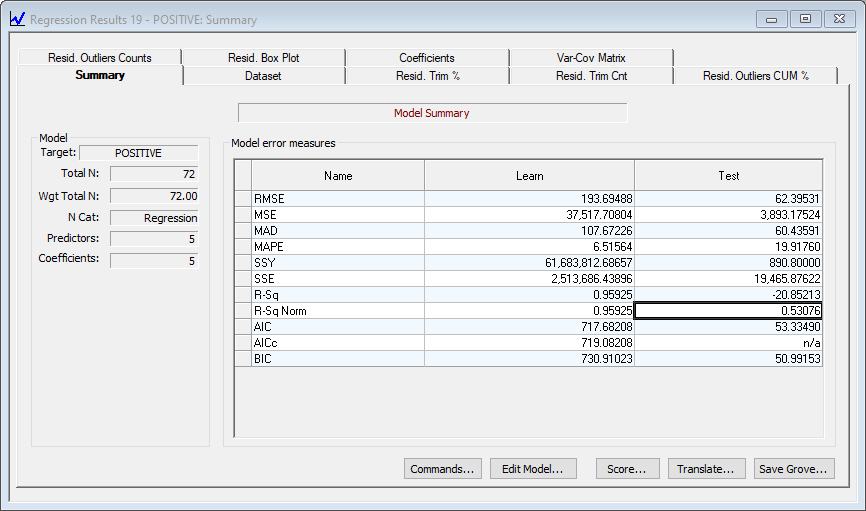 Regression Results 19 - POSITIVE: Summary
Resid. Outliers Counts Resid. Box Plot Coefficients Var-Cov Matrix
Summary Dataset Resid. Trim % Resid. Trim Cnt Resid. Outliers CUM %
Model Summary
Model
Target: POSITIVE
Total N: 72
Wgt Total N: 72.00
N Cat: Regression
Predictors: 5
Coefficients: 5
Model error measures
Name Learn Test
RMSE 193.69488 62.39531
MSE 37,517.70804 3,893.17524
MAD 107.67226 60.43591
MAPE 6.51564 19.91760
SSY 61,683,812.68657 890.80000
SSE 2,513,686.43896 19,465.87622
R-Sq 0.95925 -20.85213
R-Sq Norm 0.95925 0.53076
AIC 717.68208 53.33490
AICc 719.08208 n/a
BIC 730.91023 50.99153
Commands... Edit Model... Score... Translate... Save Grove...